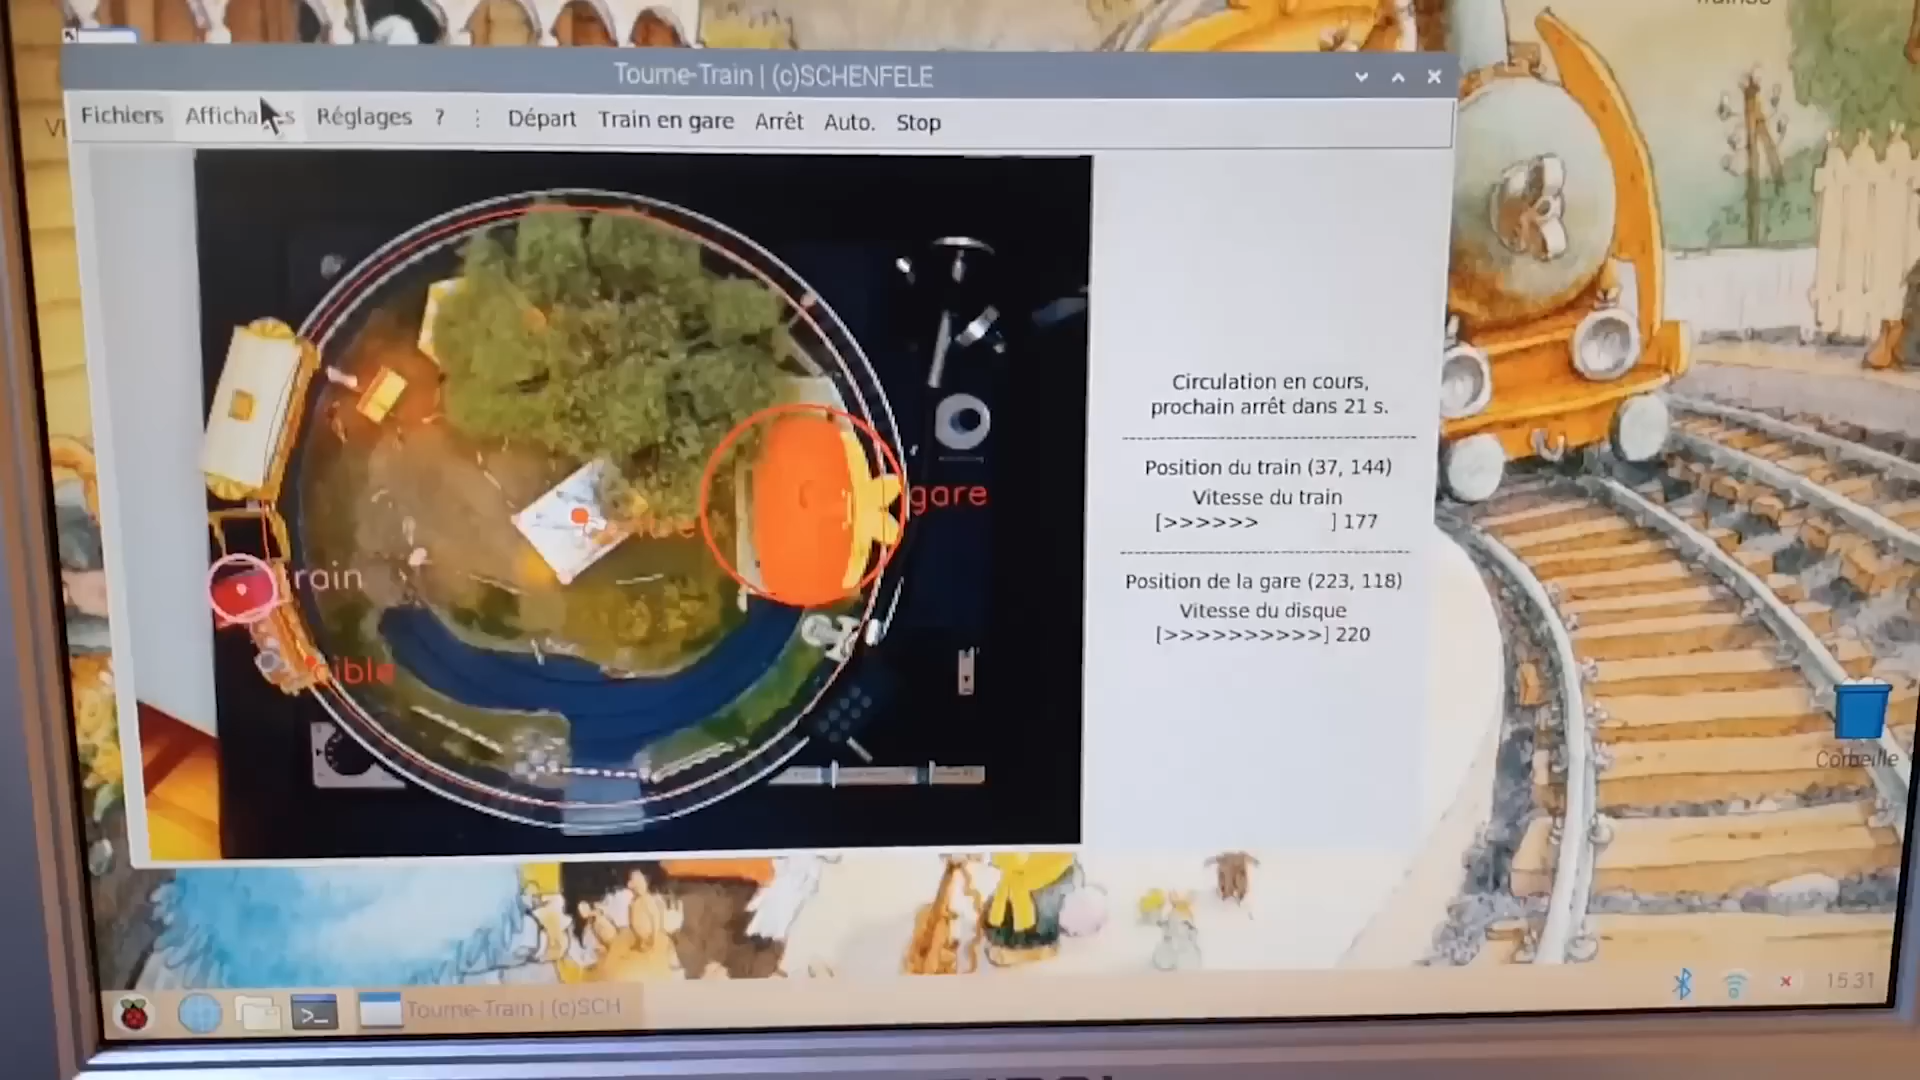 Tourne-Train | (c)SCHENFELE
Fichiers Réglages ? Départ Train en gare Arrêt Auto. Stop
gare
cible
Circulation en cours,
prochain arrêt dans 21 s.
Position du train (37, 144)
Vitesse du train
[>>>>>> ] 177
Position de la gare (223, 118)
Vitesse du disque
[>>>>>>>>>>] 220
Corbeille
Tourne-Train | (c)SCH
15:31